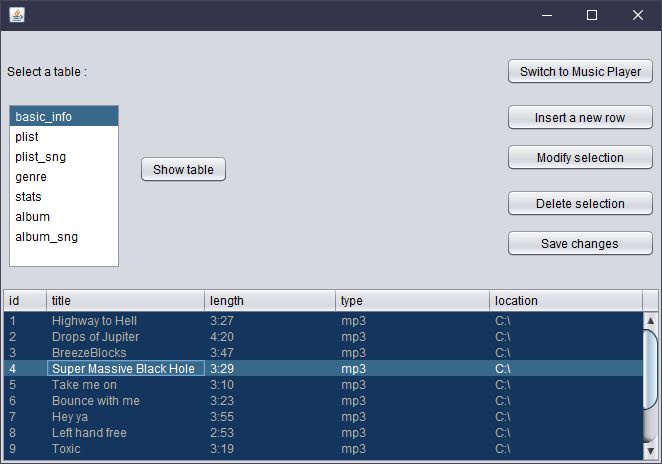 Select a table :
Switch to Music Player
basic_info
Insert a new row
plist
plist_sng
Modify selection
genre
Show table
stats
Delete selection
album
album_sng
Save changes
id title length type location
1 Highway to Hell 3:27 mp3 C:\
2 Drops of Jupiter 4:20 mp3 C:\
3 BreezeBlocks 3:47 mp3 C:\
4 Super Massive Black Hole 3:29 mp3 C:\
5 Take me on 3:10 mp3 C:\
6 Bounce with me 3:23 mp3 C:\
7 Hey ya 3:55 mp3 C:\
8 Left hand free 2:53 mp3 C:\
9 Toxic 3:19 mp3 C:\